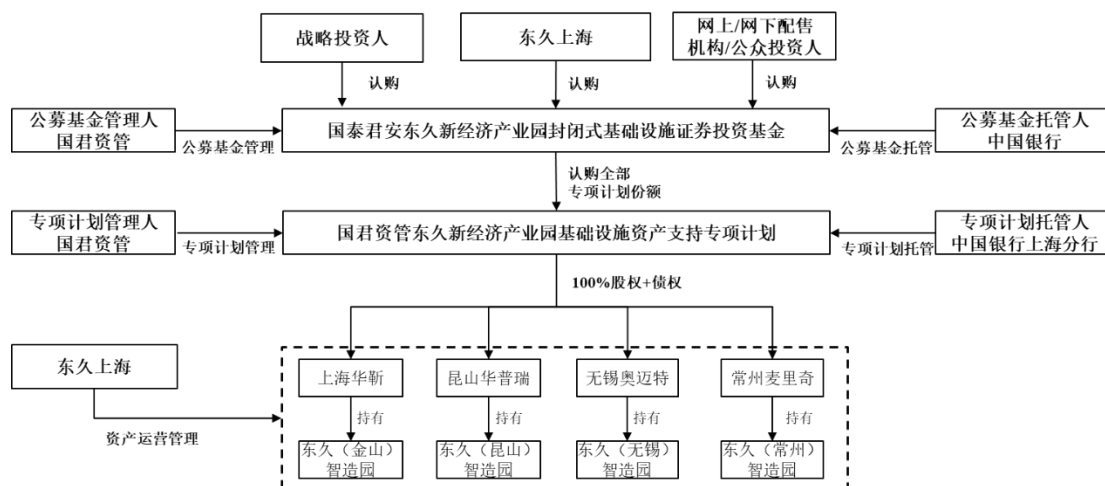 战略投资人
东久上海
网上/网下配售
机构/公众投资人
认购
认购
认购
公募基金管理人
国君资管
公募基金管理
国泰君安东久新经济产业园封闭式基础设施证券投资基金
公募基金托管
公募基金托管人
中国银行
认购全部
专项计划份额
专项计划管理人
国君资管
专项计划管理
国君资管东久新经济产业园基础设施资产支持专项计划
专项计划托管
专项计划托管人
中国银行上海分行
100%股权+债权
东久上海
资产运营管理
上海华靳
昆山华普瑞
无锡奥迈特
常州麦里奇
持有
持有
持有
持有
东久（金山）
智造园
东久（昆山）
智造园
东久（无锡）
智造园
东久（常州）
智造园